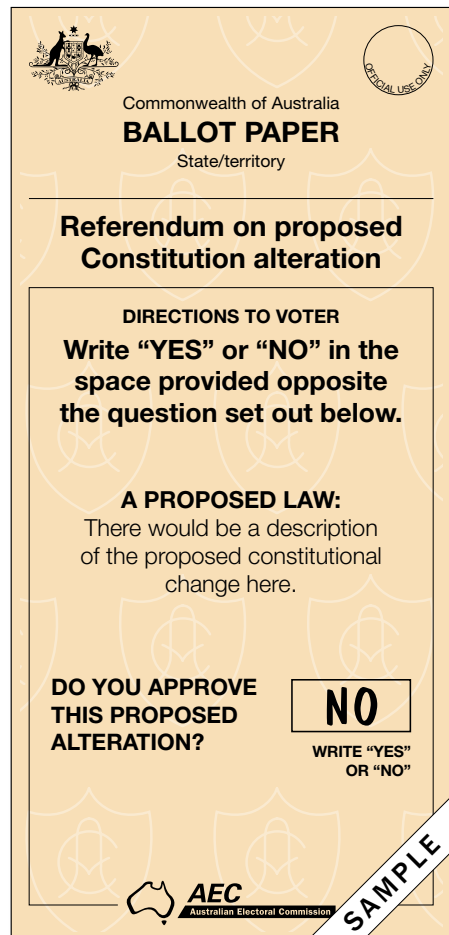 AUSTRALIA
OFFICIAL USE ONLY
Commonwealth of Australia
BALLOT PAPER
State/territory
Referendum on proposed
Constitution alteration
DIRECTIONS TO VOTER
Write “YES” or “NO” in the
space provided opposite
the question set out below.
A PROPOSED LAW:
There would be a description
of the proposed constitutional
change here.
DO YOU APPROVE
THIS PROPOSED
ALTERATION?
NO
WRITE “YES”
OR “NO”
AEC
Australian Electoral Commission
SAMPLE